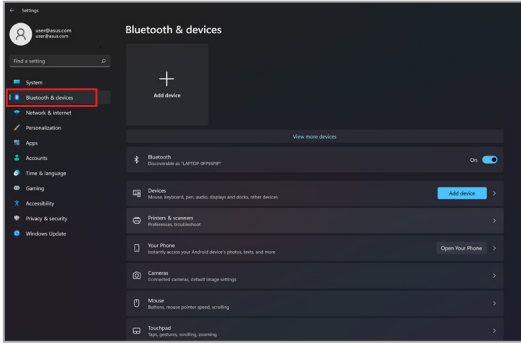 Settings
user@asus.com
user@asus.com
Find a setting
System
Bluetooth & devices
Network & internet
Personalization
Apps
Accounts
Time & language
Gaming
Accessibility
Privacy & security
Windows Update
Bluetooth & devices
Add device
View more devices
Bluetooth
On
Devices
Mouse, keyboard, pen, audio, displays and docks, other devices
Add device
Printers & scanners
Preferences, troubleshoot
Your Phone
Instantly access your Android device's photos, texts, and more
Open Your Phone
Cameras
Connected cameras, default image settings
Mouse
Buttons, mouse pointer speed, scrolling
Touchpad
Taps, gestures, scrolling, zooming